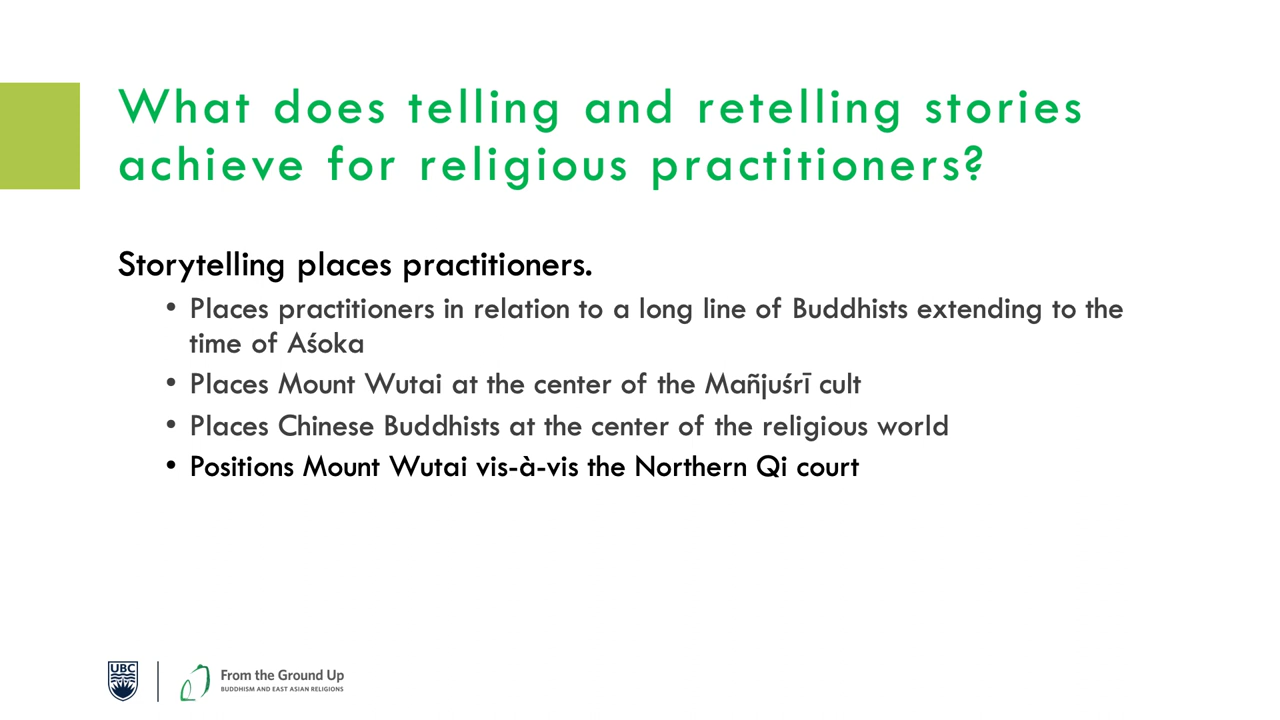 What does telling and retelling stories
achieve for religious practitioners?
Storytelling places practitioners.
• Places practitioners in relation to a long line of Buddhists extending to the
time of Aśoka
• Places Mount Wutai at the center of the Mañjuśrī cult
• Places Chinese Buddhists at the center of the religious world
• Positions Mount Wutai vis-à-vis the Northern Qi court
UBC
From the Ground Up
BUDDHISM AND EAST ASIAN RELIGIONS